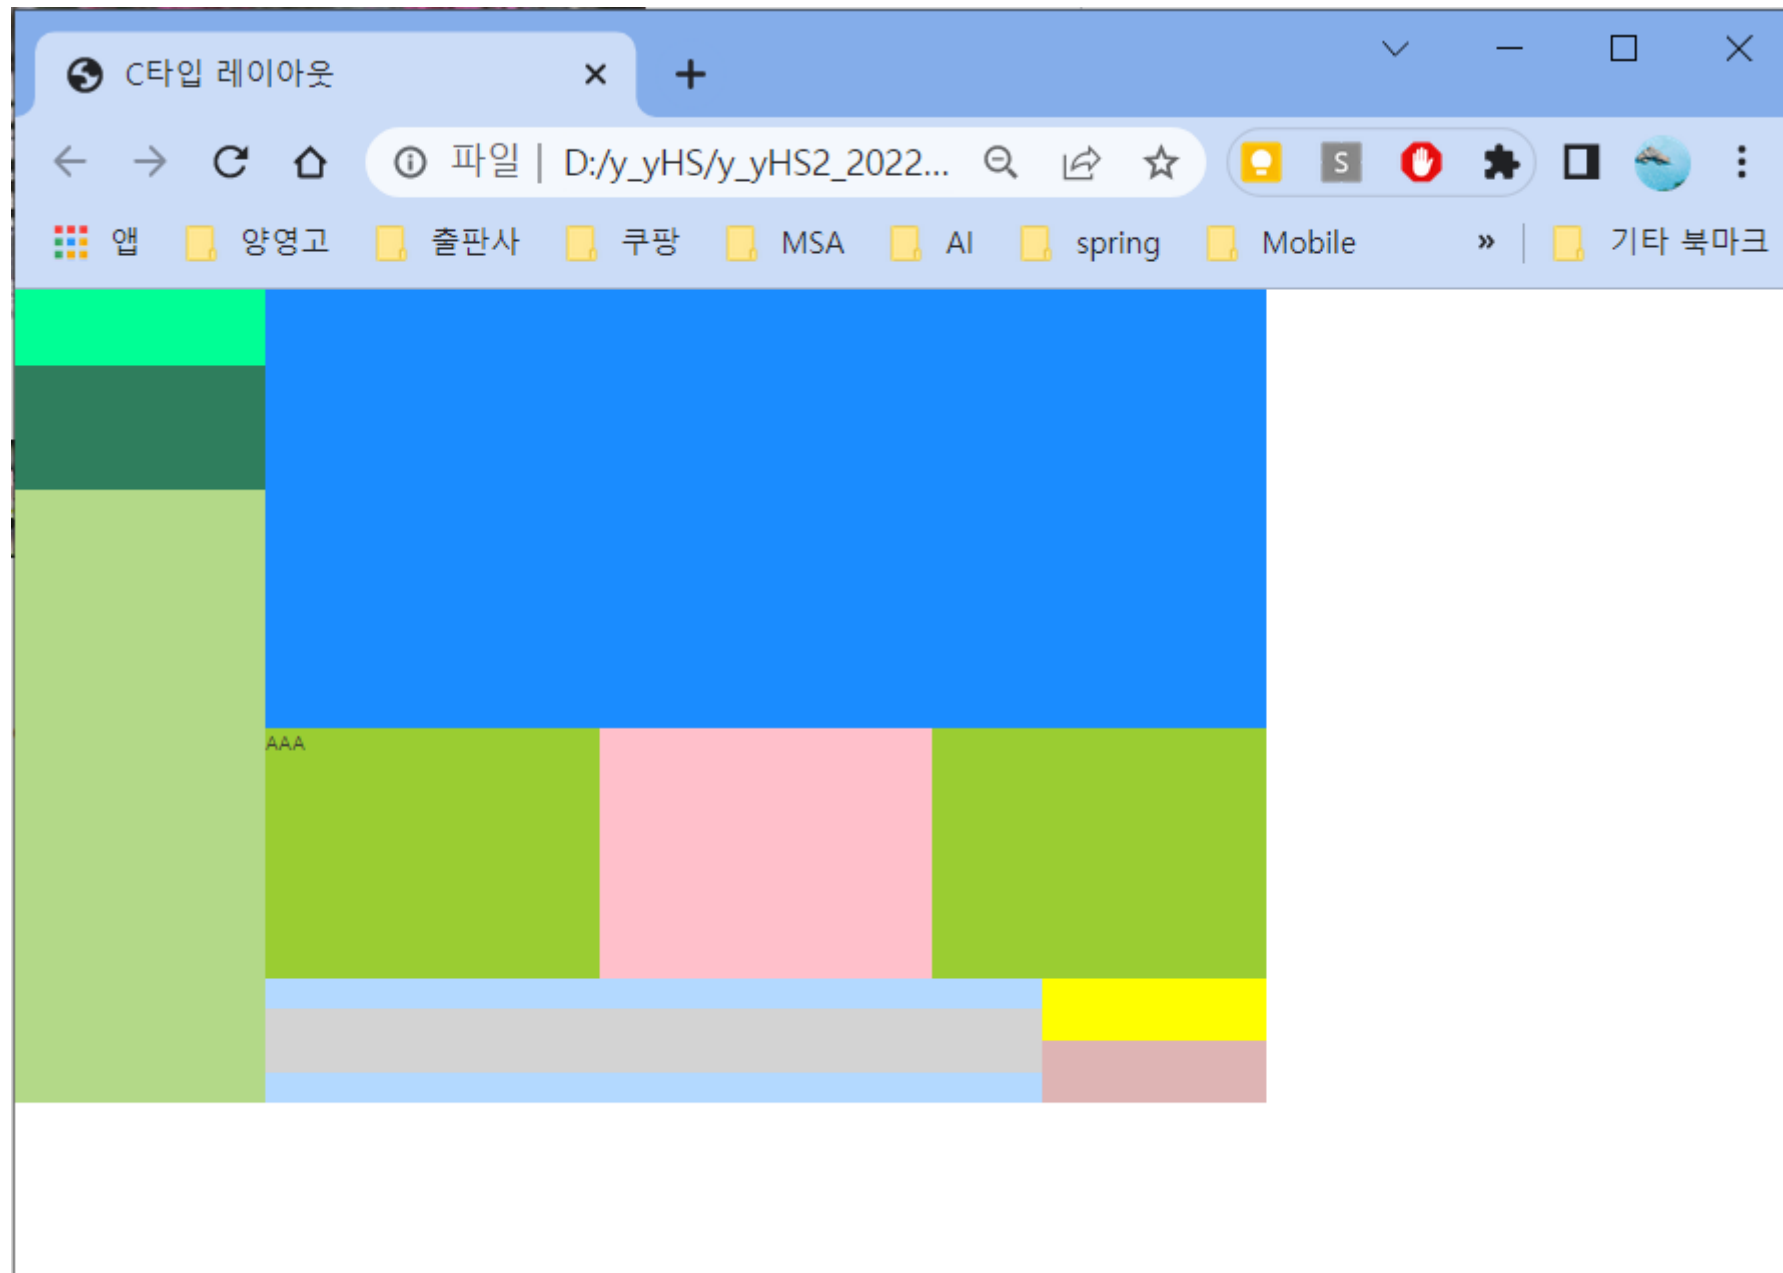 C타입 레이아웃
파일 | D:/y_yHS/y_yHS2_2022...
S
앱 양영고 출판사 쿠팡 MSA AI spring Mobile » 기타 북마크
AAA